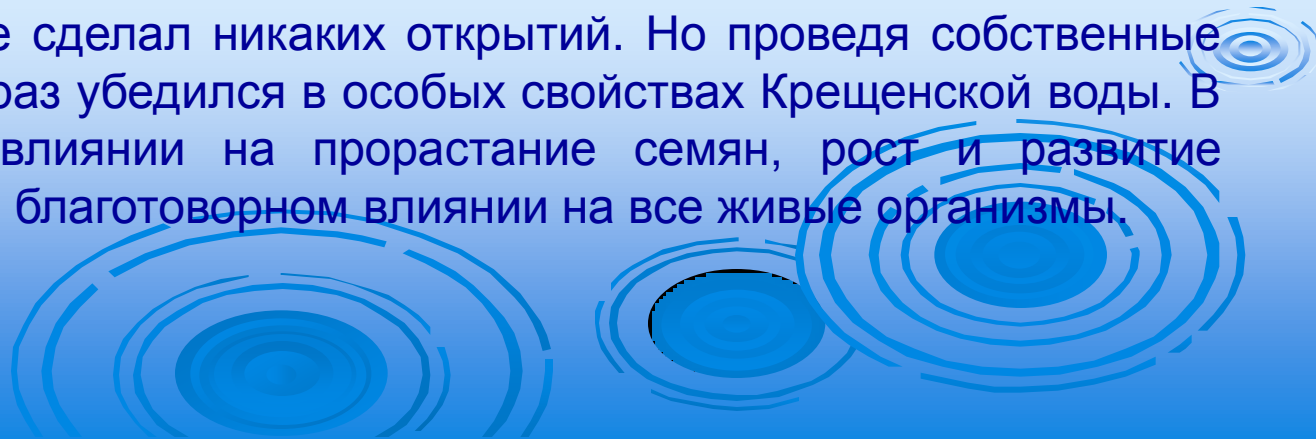 е сделал никаких открытий. Но проведя собственные
раз убедился в особых свойствах Крещенской воды. В
влиянии на прорастание семян, рост и развитие
благотоворном влиянии на все живые организмы.